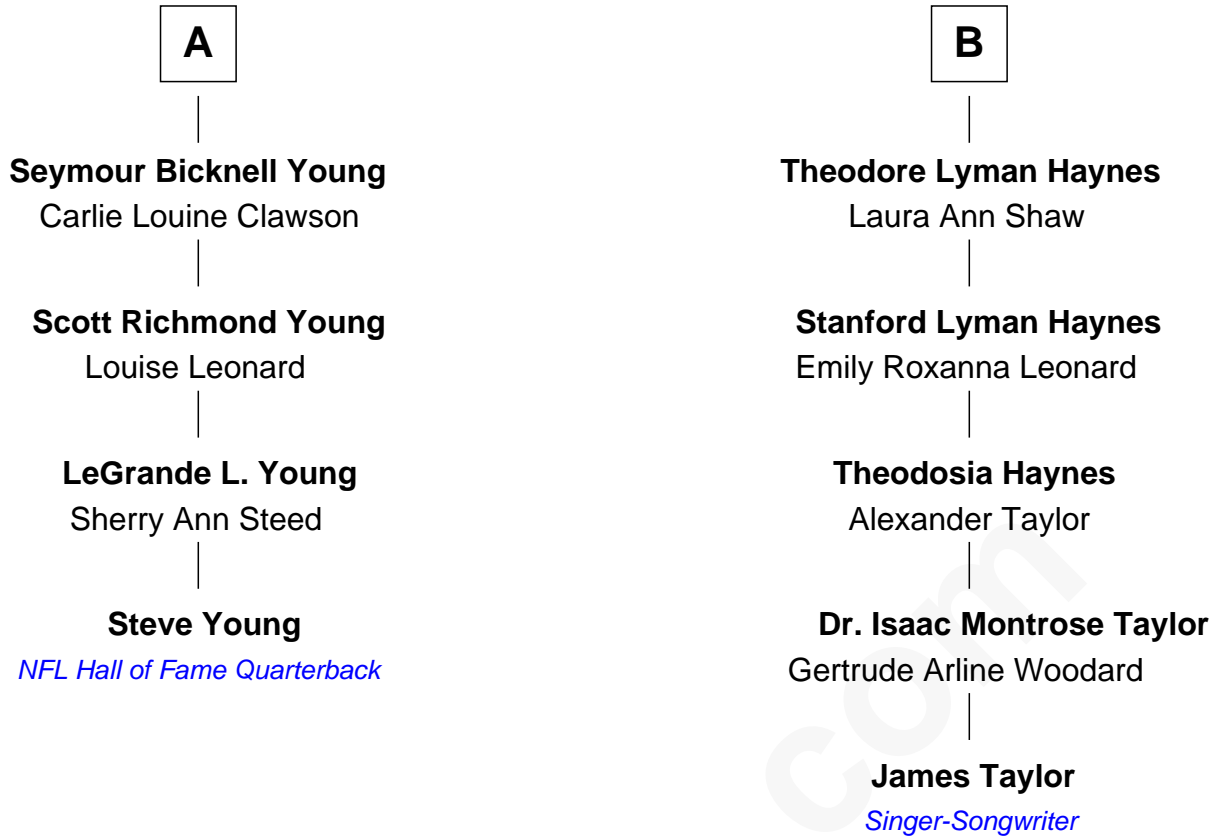 A
Seymour Bicknell Young
Carlie Louine Clawson
Scott Richmond Young
Louise Leonard
LeGrande L. Young
Sherry Ann Steed
Steve Young
NFL Hall of Fame Quarterback
B
Theodore Lyman Haynes
Laura Ann Shaw
Stanford Lyman Haynes
Emily Roxanna Leonard
Theodosia Haynes
Alexander Taylor
Dr. Isaac Montrose Taylor
Gertrude Arline Woodard
James Taylor
Singer-Songwriter
com